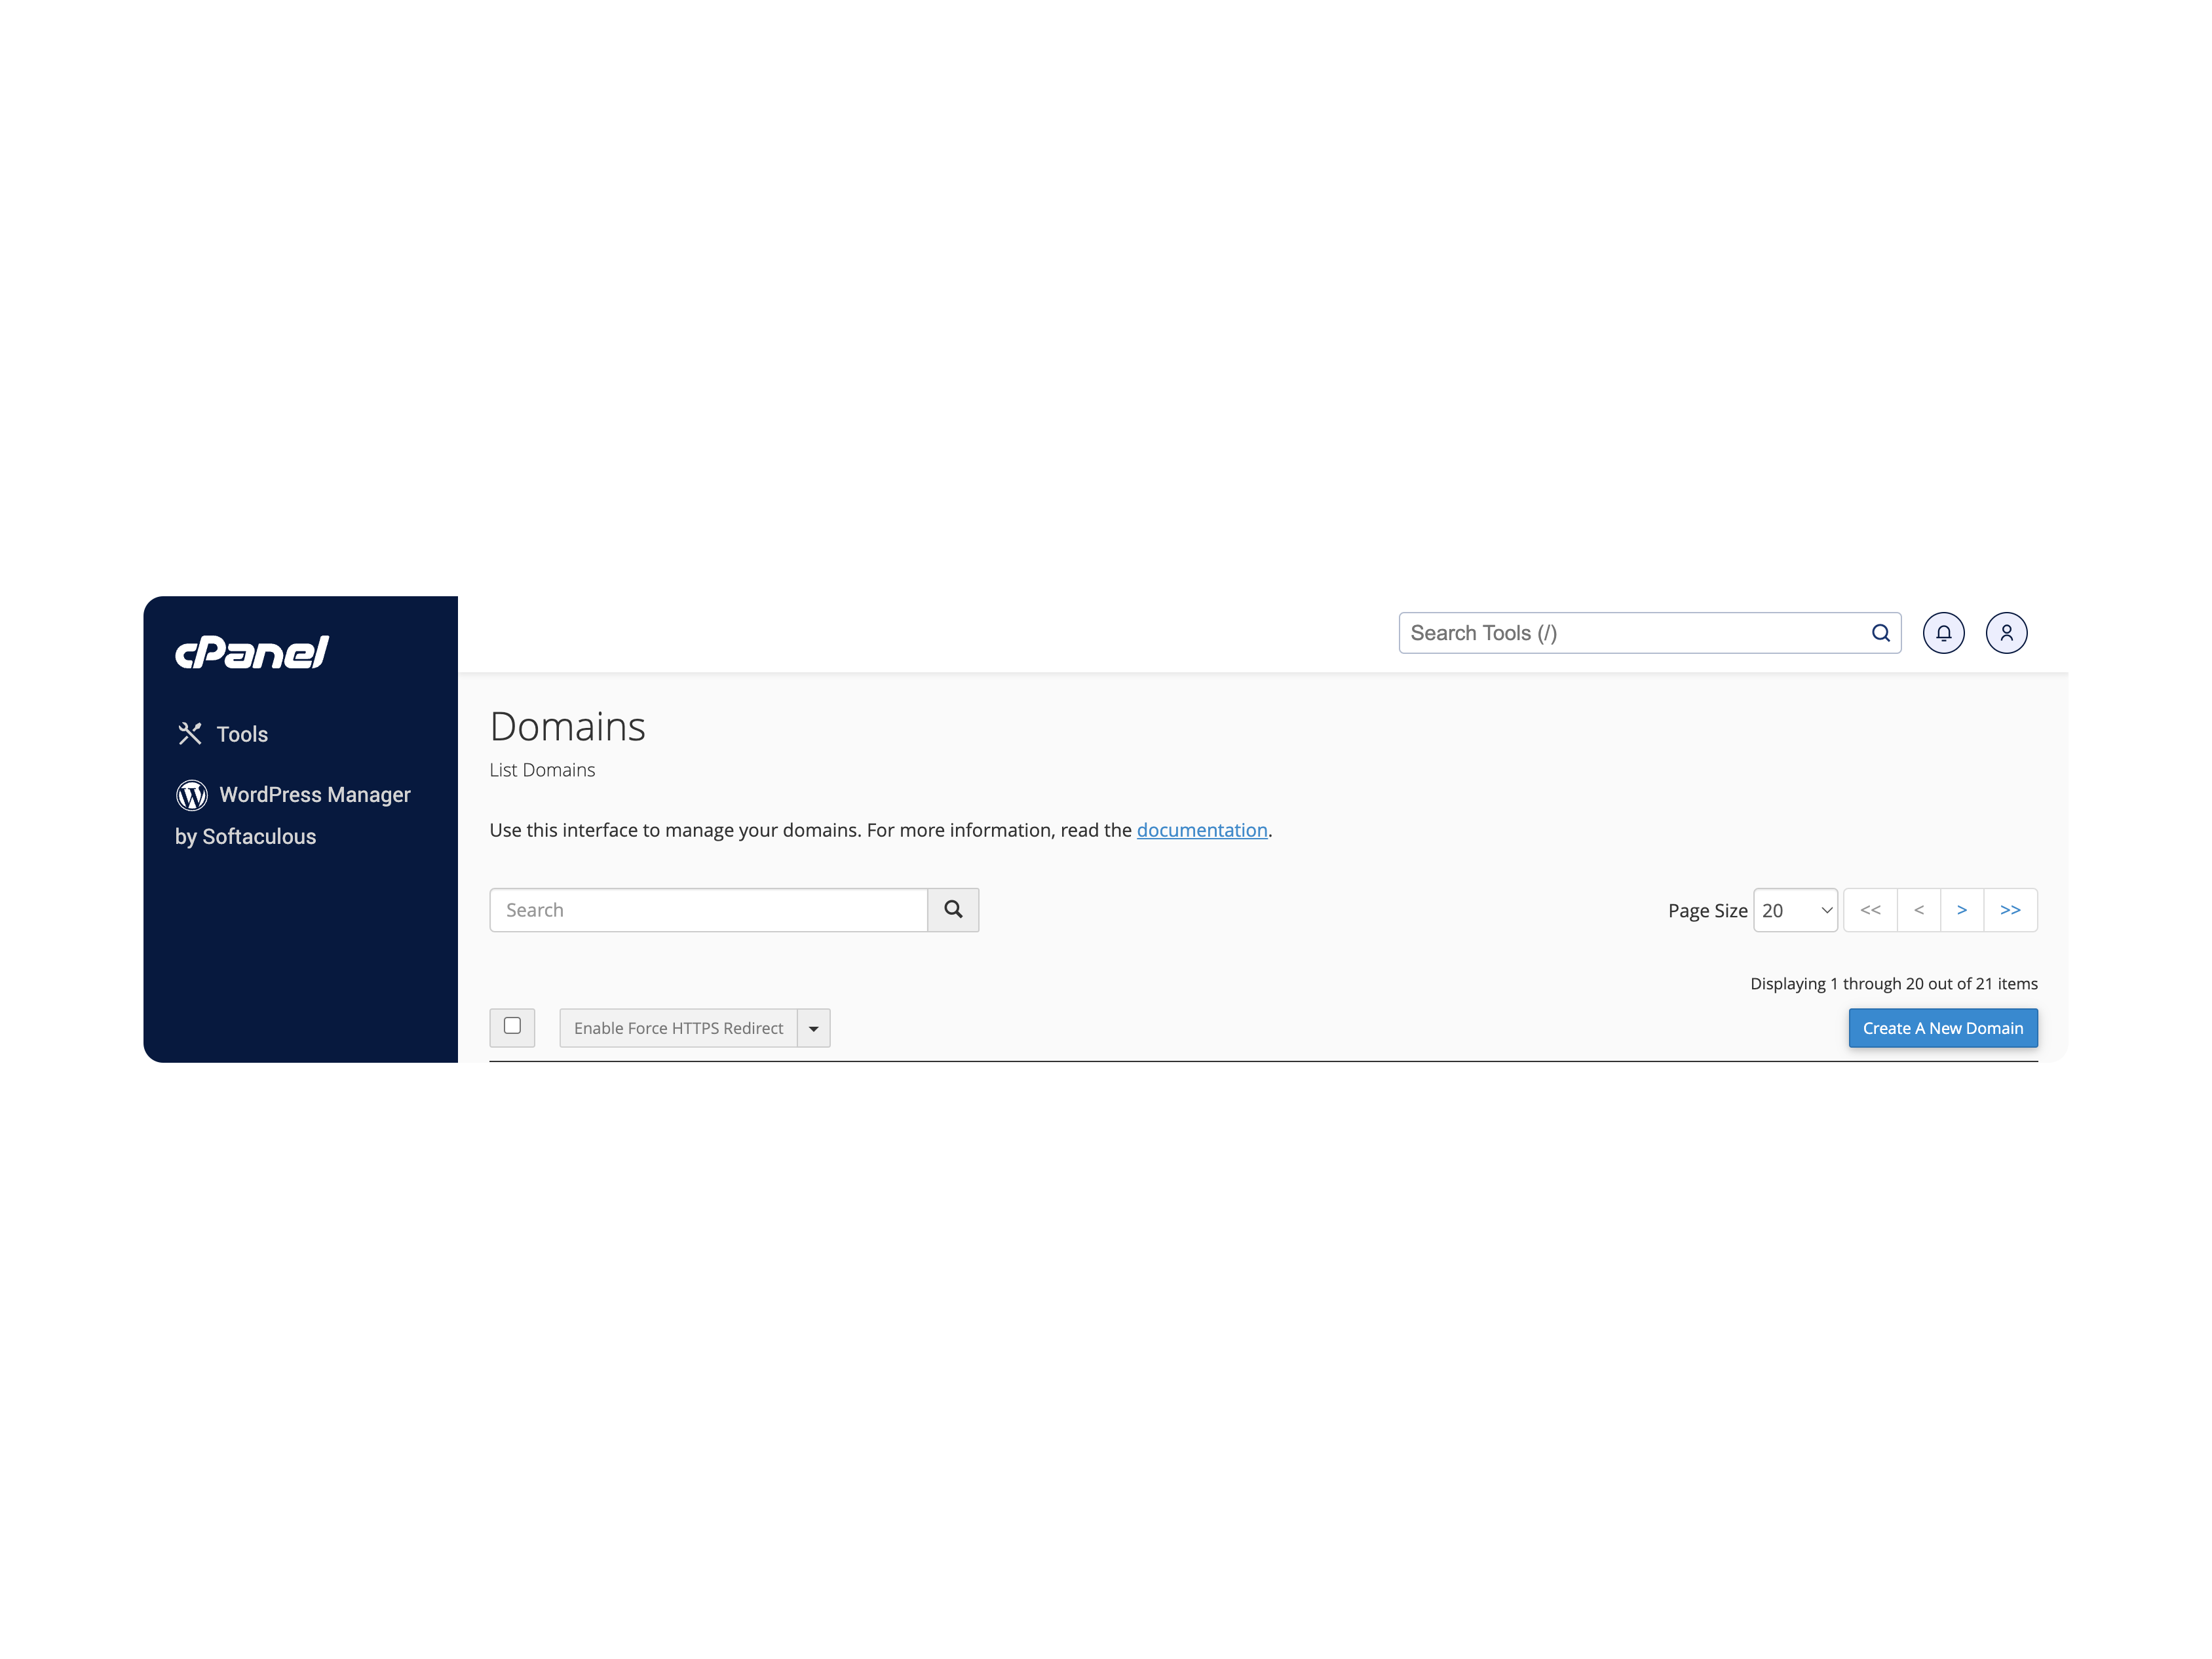 cPanel
Search Tools (/)
Tools
WordPress Manager
by Softaculous
Domains
List Domains
Use this interface to manage your domains. For more information, read the documentation.
Search
Page Size 20 << < > >>
Displaying 1 through 20 out of 21 items
Enable Force HTTPS Redirect
Create A New Domain